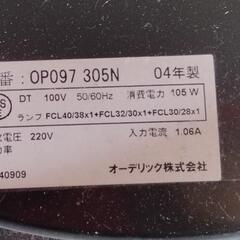 番：OP097 305N 04年製
DT 100V 50/60Hz 消費電力 105 W
ランプ FCL40/38x1+FCL32/30x1+FCL30/28x1
電圧 220V 入力電流 1.06A
40909 オーデリック株式会社